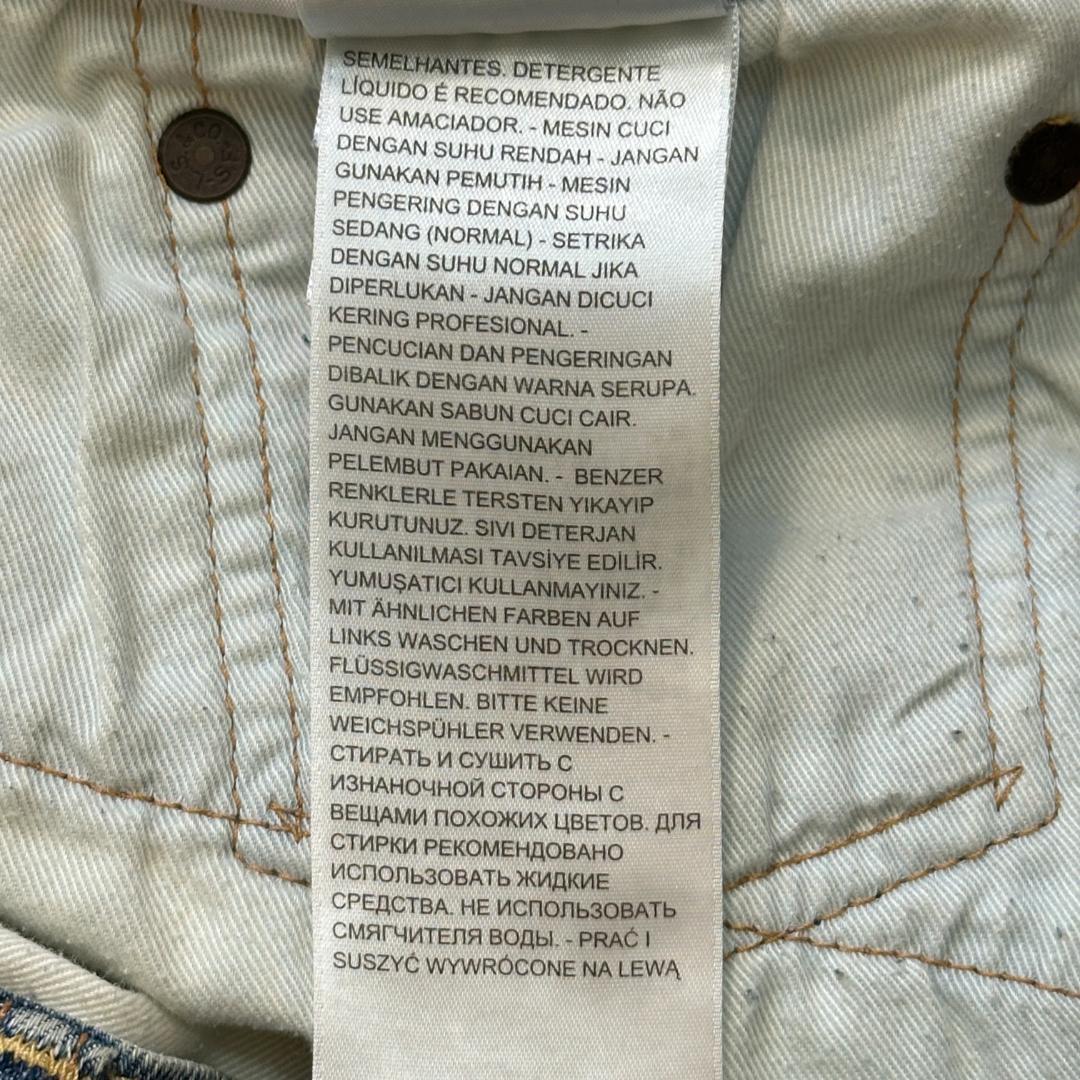 SEMELHANTES. DETERGENTE
LÍQUIDO É RECOMENDADO. NÃO
USE AMACIADOR. - MESIN CUCI
DENGAN SUHU RENDAH - JANGAN
GUNAKAN PEMUTIH - MESIN
PENGERING DENGAN SUHU
SEDANG (NORMAL) - SETRIKA
DENGAN SUHU NORMAL JIKA
DIPERLUKAN - JANGAN DICUCI
KERING PROFESIONAL. -
PENCUCIAN DAN PENGERINGAN
DIBALIK DENGAN WARNA SERUPA.
GUNAKAN SABUN CUCI CAIR.
JANGAN MENGGUNAKAN
PELEMBUT PAKAIAN. - BENZER
RENKLERLE TERSTEN YIKAYIP
KURUTUNUZ. SIVI DETERJAN
KULLANILMASI TAVSİYE EDİLİR.
YUMUŞATICI KULLANMAYINIZ. -
MIT ÄHNLICHEN FARBEN AUF
LINKS WASCHEN UND TROCKNEN.
FLÜSSIGWASCHMITTEL WIRD
EMPFOHLEN. BITTE KEINE
WEICHSPÜHLER VERWENDEN. -
СТИРАТЬ И СУШИТЬ С
ИЗНАНОЧНОЙ СТОРОНЫ С
ВЕЩАМИ ПОХОЖИХ ЦВЕТОВ. ДЛЯ
СТИРКИ РЕКОМЕНДОВАНО
ИСПОЛЬЗОВАТЬ ЖИДКИЕ
СРЕДСТВА. НЕ ИСПОЛЬЗОВАТЬ
СМЯГЧИТЕЛЯ ВОДЫ. - PRAĆ I
SUSZYĆ WYWRÓCONE NA LEWĄ
L.S.&CO.-S.F.